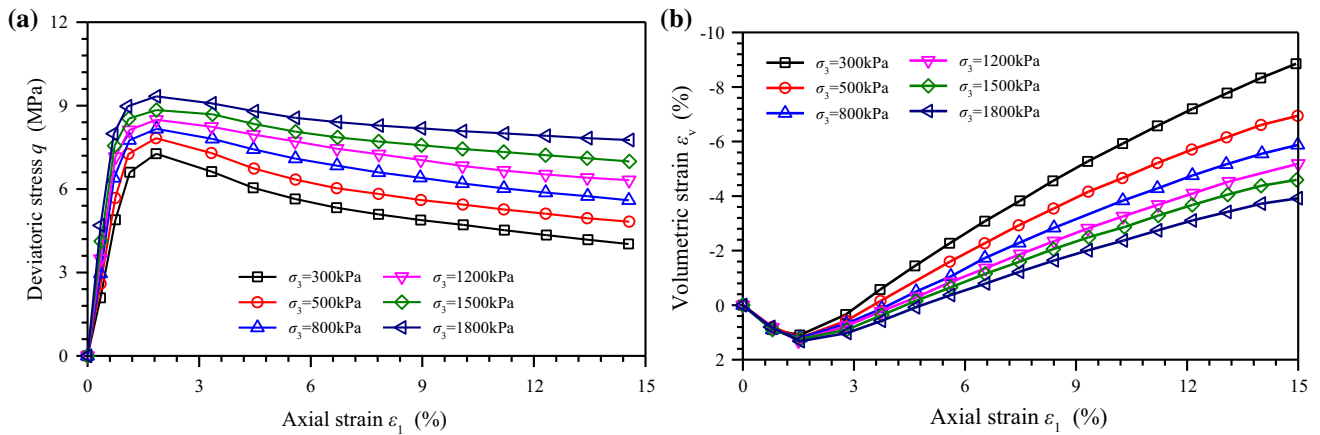 (a)
12
9
6
3
0
Deviatoric stress q (MPa)
σ3=300kPa
σ3=500kPa
σ3=800kPa
σ3=1200kPa
σ3=1500kPa
σ3=1800kPa
0 3 6 9 12 15
Axial strain ε1 (%)
(b)
-10
-8
-6
-4
-2
0
2
Volumetric strain εv (%)
σ3=300kPa
σ3=500kPa
σ3=800kPa
σ3=1200kPa
σ3=1500kPa
σ3=1800kPa
0 3 6 9 12 15
Axial strain ε1 (%)